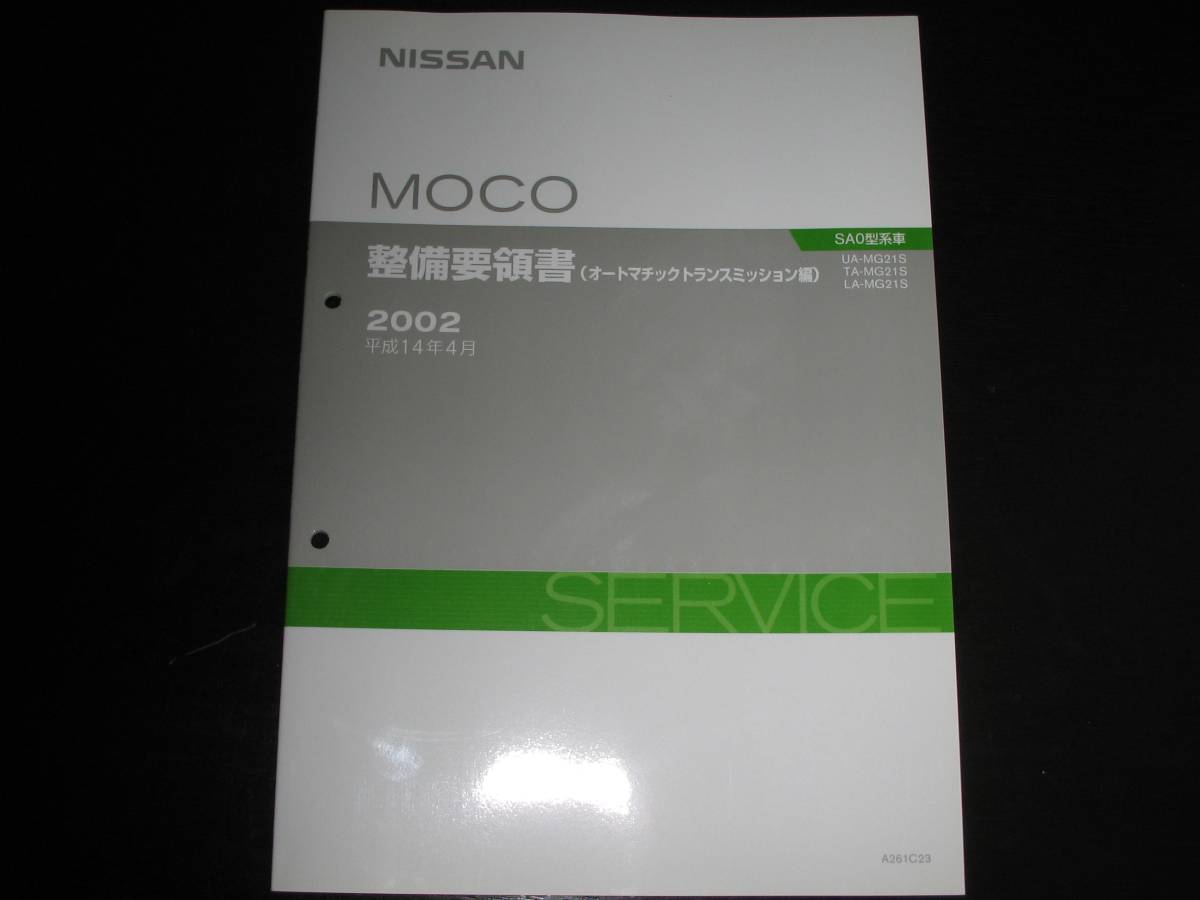 NISSAN
MOCO
SA0型系車
UA-MG21S
TA-MG21S
LA-MG21S
整備要領書(オートマチックトランスミッション編)
2002
平成14年4月
SERVICE
A261C23